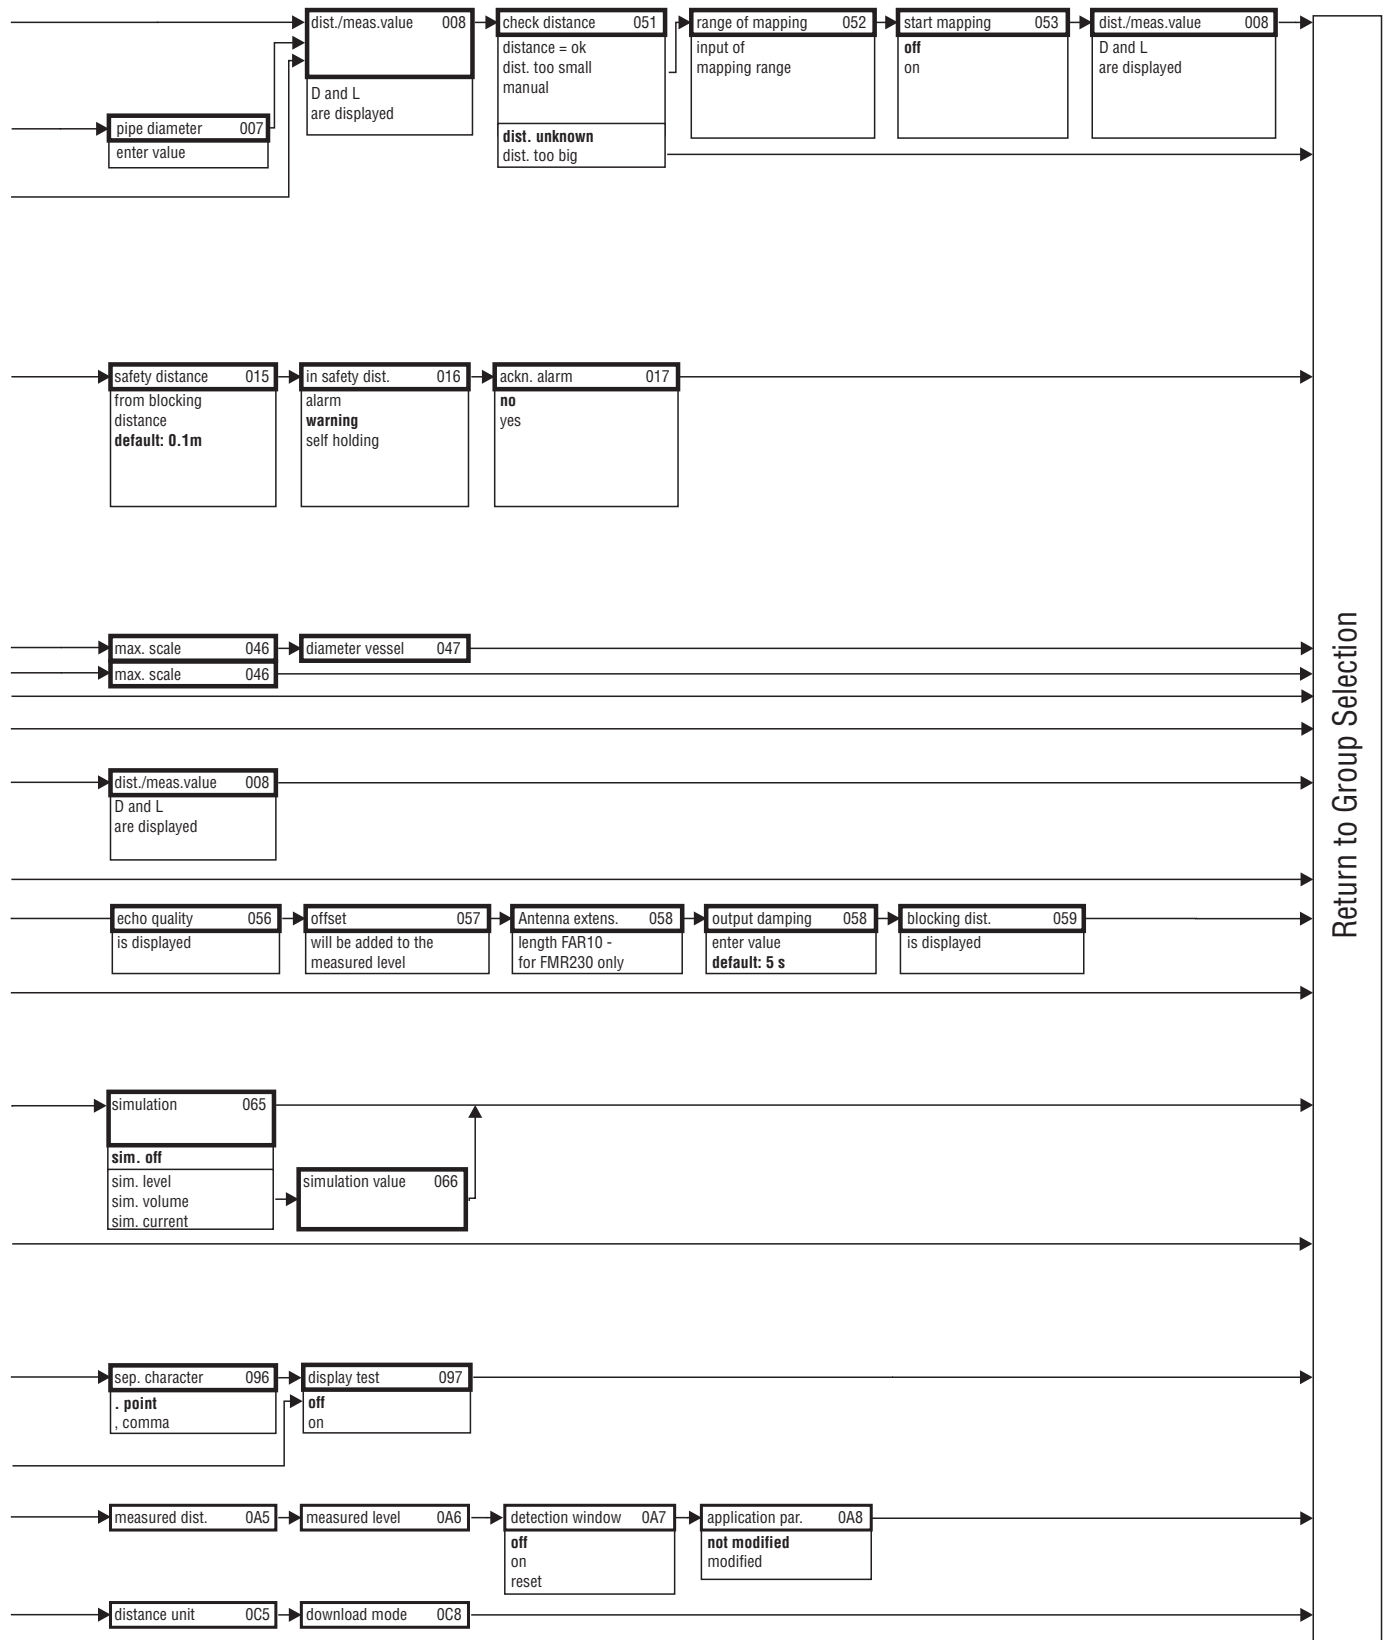 dist./meas.value 008
D and L
are displayed
check distance 051
distance = ok
dist. too small
manual
dist. unknown
dist. too big
range of mapping 052
input of
mapping range
start mapping 053
off
on
dist./meas.value 008
D and L
are displayed
pipe diameter 007
enter value
safety distance 015
from blocking
distance
default: 0.1m
in safety dist. 016
alarm
warning
self holding
ackn. alarm 017
no
yes
max. scale 046
diameter vessel 047
max. scale 046
dist./meas.value 008
D and L
are displayed
echo quality 056
is displayed
offset 057
will be added to the
measured level
Antenna extens. 058
length FAR10 -
for FMR230 only
output damping 058
enter value
default: 5 s
blocking dist. 059
is displayed
simulation 065
sim. off
sim. level
sim. volume
sim. current
simulation value 066
sep. character 096
. point
, comma
display test 097
off
on
measured dist. 0A5
measured level 0A6
detection window 0A7
off
on
reset
application par. 0A8
not modified
modified
distance unit 0C5
download mode 0C8
Return to Group Selection